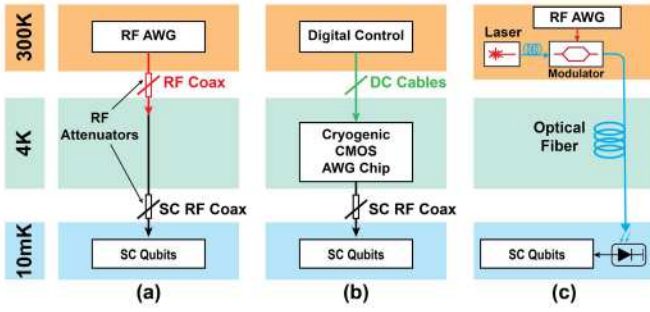 300K
4K
10mK
RF AWG
RF Coax
RF
Attenuators
SC RF Coax
SC Qubits
(a)
Digital Control
DC Cables
Cryogenic
CMOS
AWG Chip
SC RF Coax
SC Qubits
(b)
RF AWG
Laser
Modulator
Optical
Fiber
SC Qubits
(c)